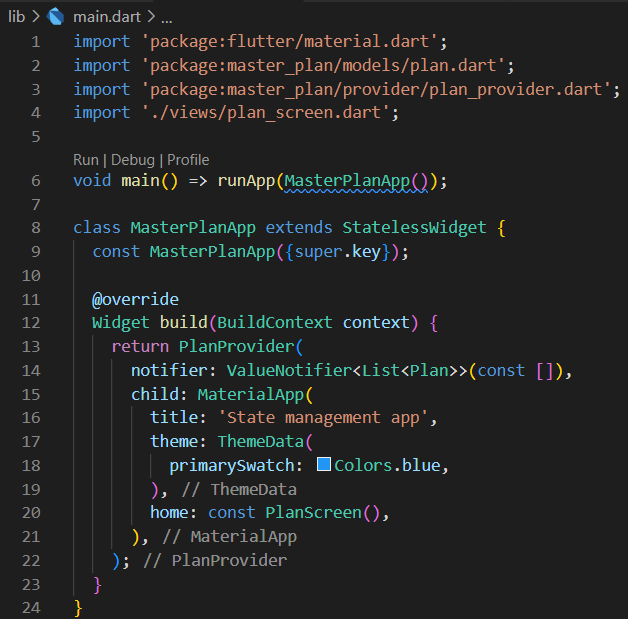 lib > main.dart > ...
1 import 'package:flutter/material.dart';
2 import 'package:master_plan/models/plan.dart';
3 import 'package:master_plan/provider/plan_provider.dart';
4 import './views/plan_screen.dart';
5
Run | Debug | Profile
6 void main() => runApp(MasterPlanApp());
7
8 class MasterPlanApp extends StatelessWidget {
9   const MasterPlanApp({super.key});
10
11   @override
12   Widget build(BuildContext context) {
13     return PlanProvider(
14       notifier: ValueNotifier<List<Plan>>(const []),
15       child: MaterialApp(
16         title: 'State management app',
17         theme: ThemeData(
18           primarySwatch: Colors.blue,
19         ), // ThemeData
20         home: const PlanScreen(),
21       ), // MaterialApp
22     ); // PlanProvider
23   }
24 }